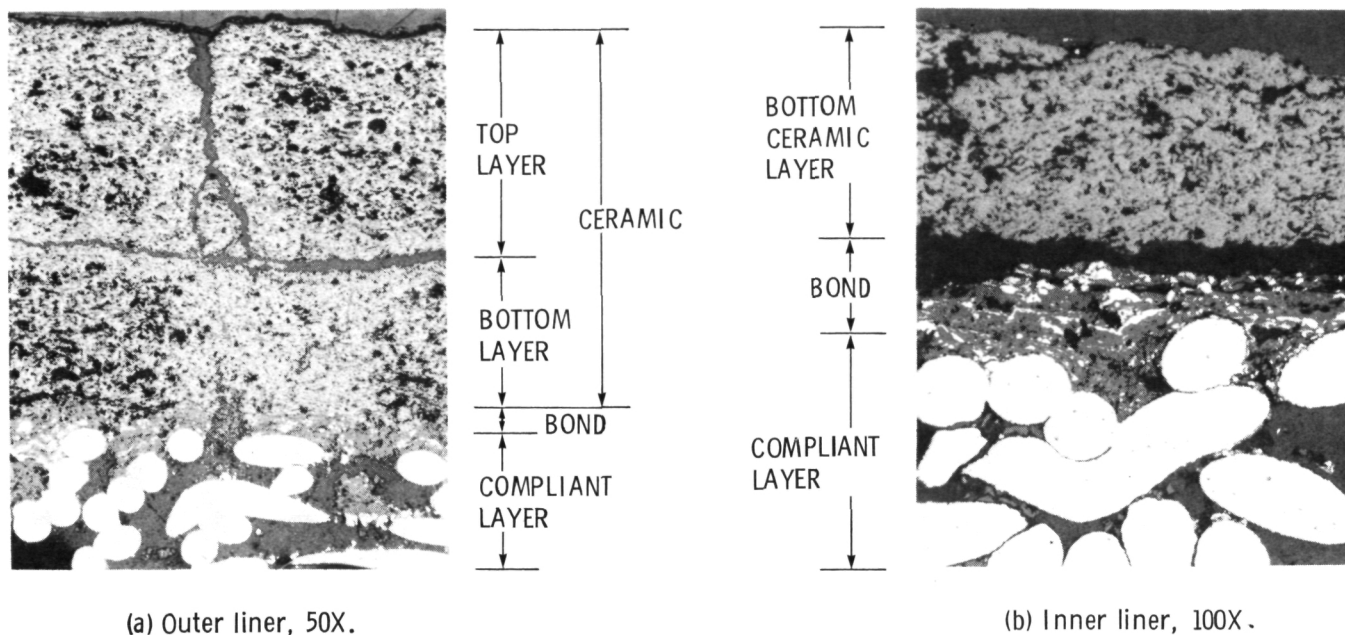 TOP
LAYER
CERAMIC
BOTTOM
LAYER
BOND
COMPLIANT
LAYER
(a) Outer liner, 50X.
BOTTOM
CERAMIC
LAYER
BOND
COMPLIANT
LAYER
(b) Inner liner, 100X.